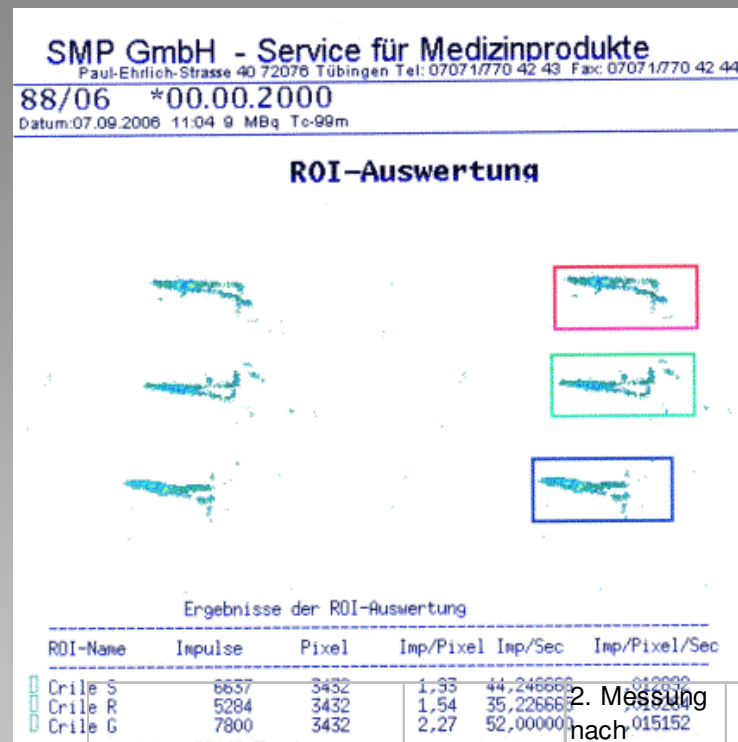 SMP GmbH - Service für Medizinprodukte
Paul-Ehrlich-Strasse 40 72076 Tübingen Tel: 07071/770 42 43 Fax: 07071/770 42 44
88/06 *00.00.2000
Datum:07.09.2006 11:04 9 MBq Tc-99m
ROI-Auswertung
Ergebnisse der ROI-Auswertung
ROI-Name Impulse Pixel Imp/Pixel Imp/Sec Imp/Pixel/Sec
Crile S 6637 3432 1,93
Crile R 5284 3432 1,54
Crile G 7800 3432 2,27 52,000000 ,015152
2. Messung
nach